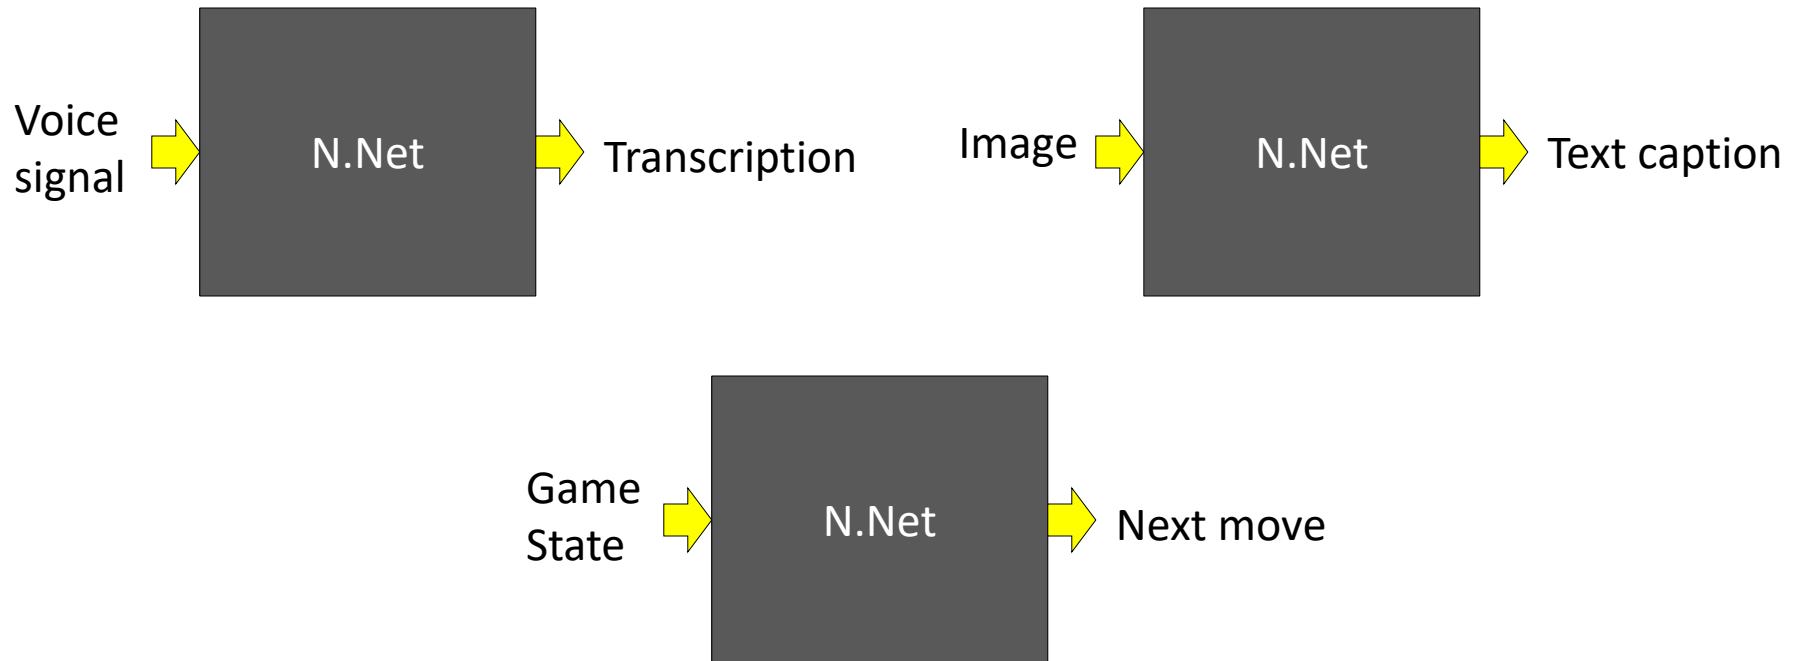 Voice
signal
N.Net
Transcription
Image
N.Net
Text caption
Game
State
N.Net
Next move